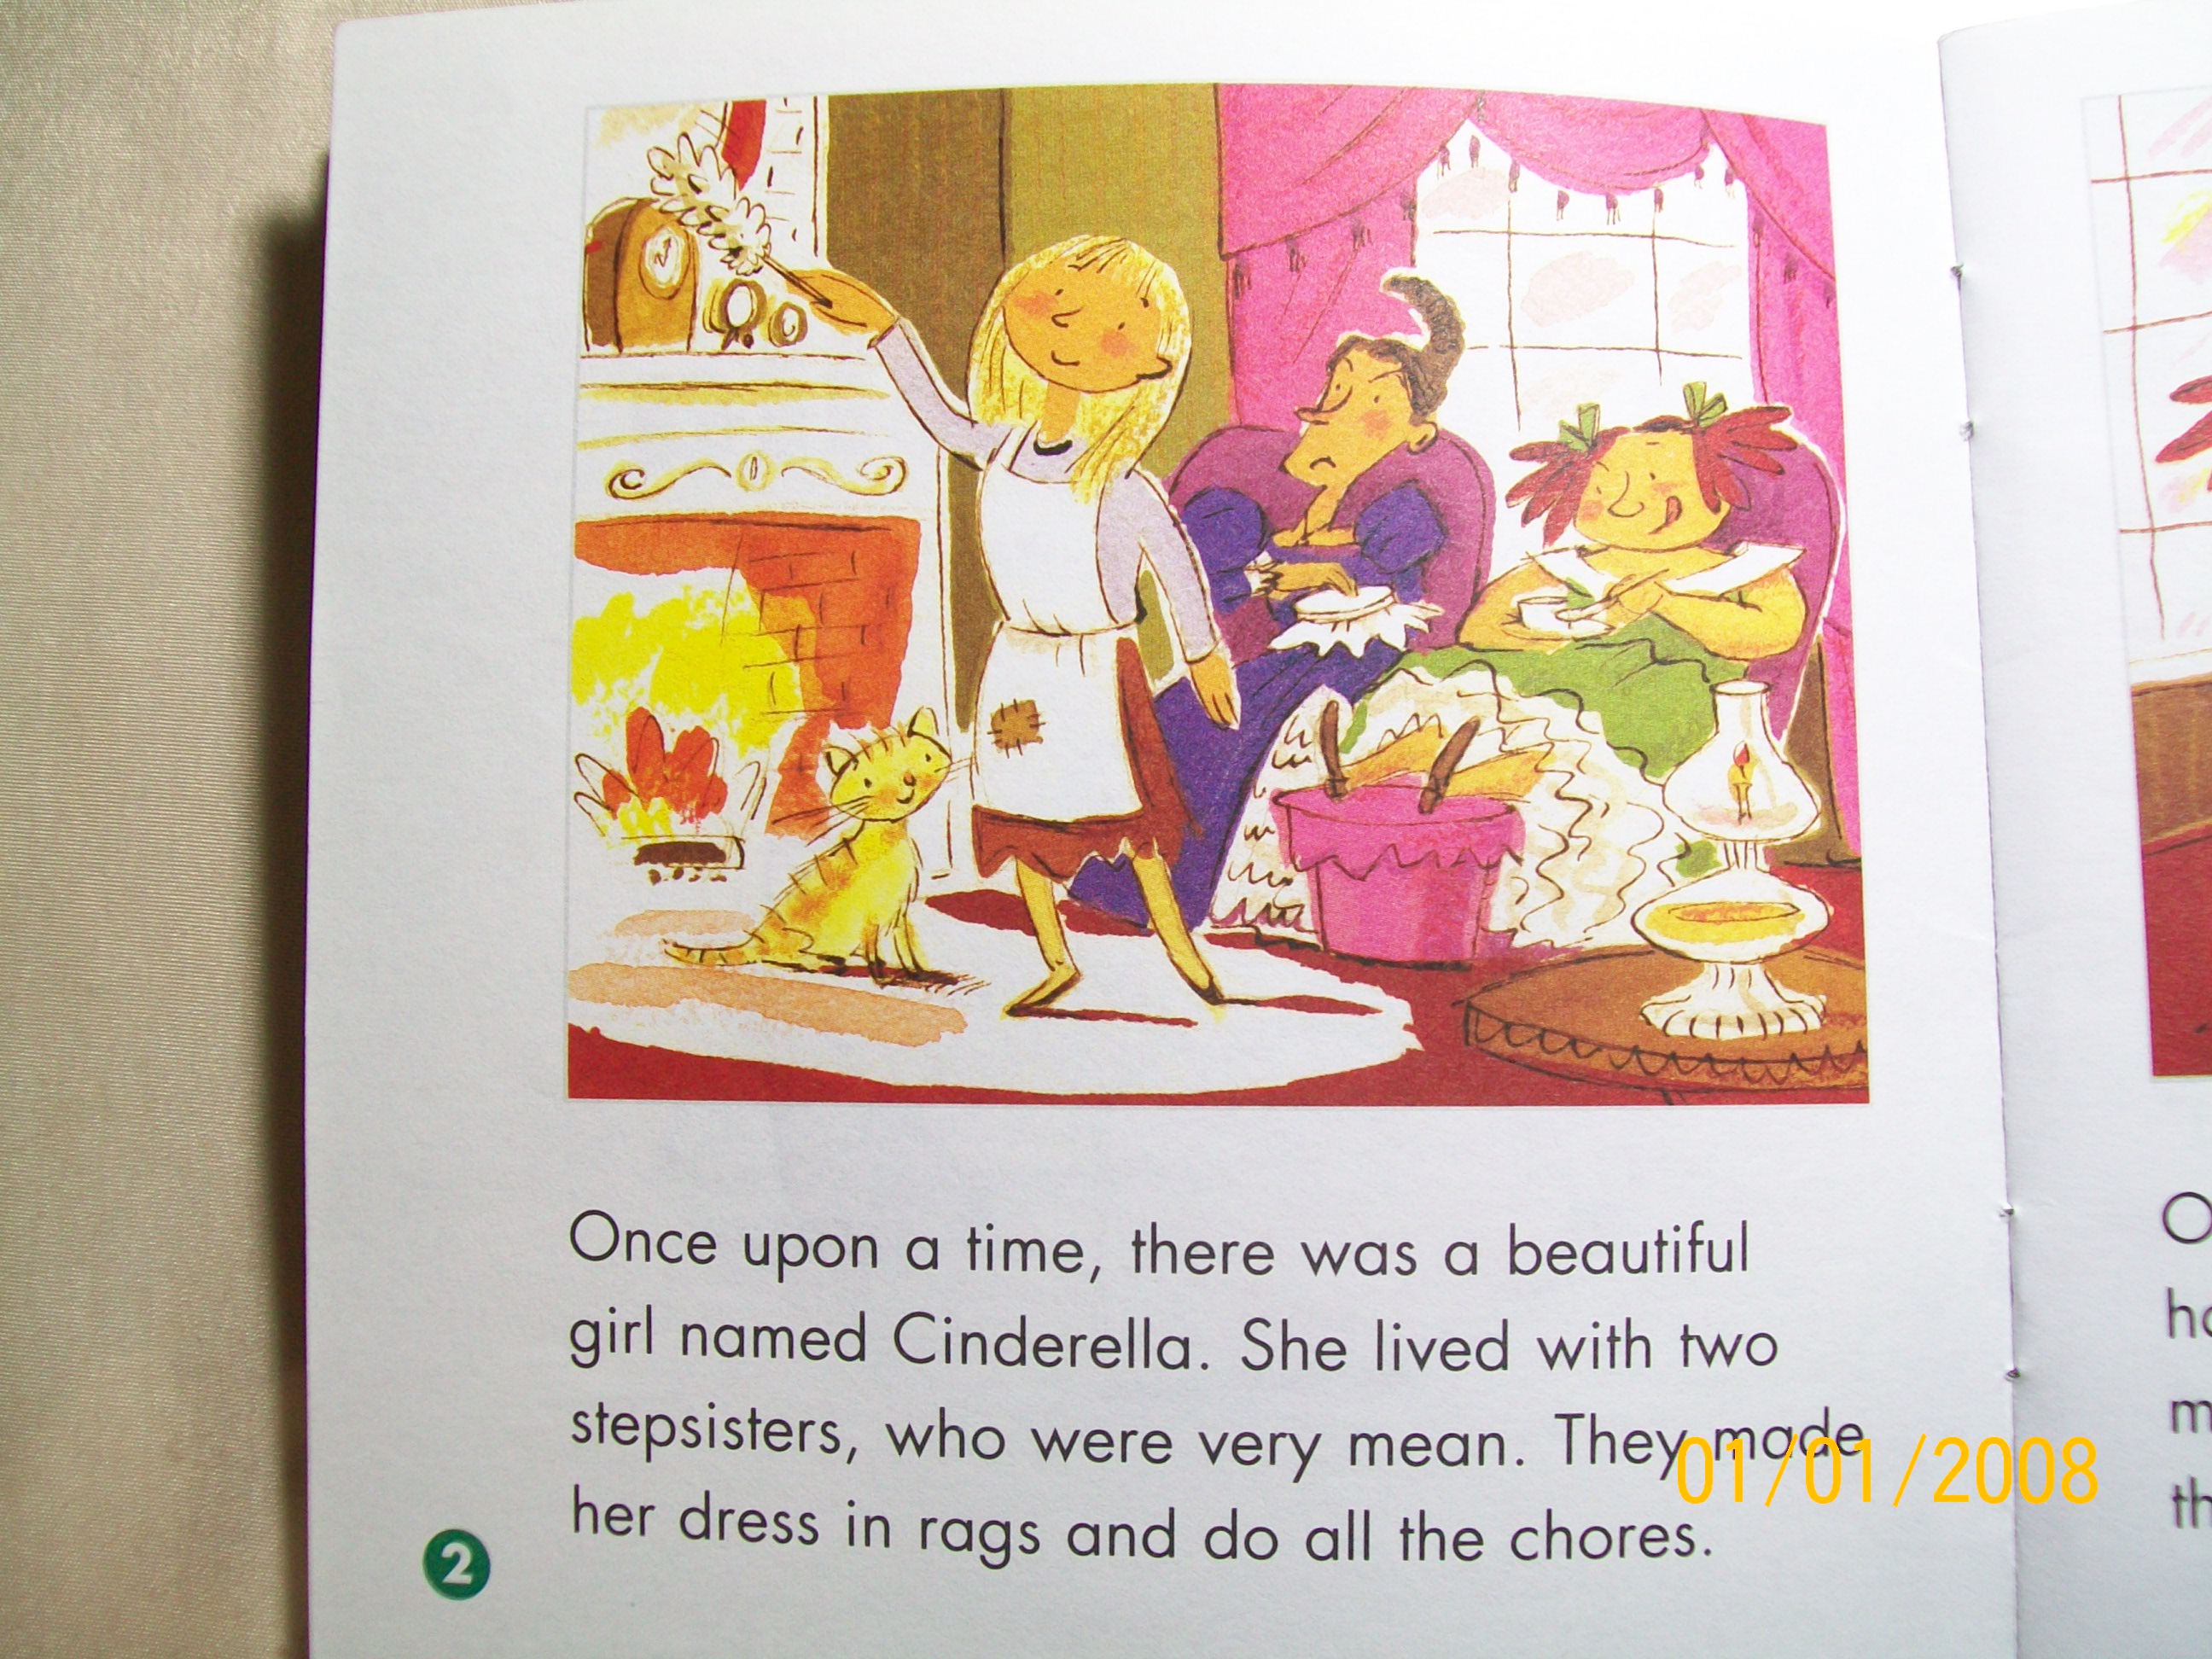 Once upon a time, there was a beautiful
girl named Cinderella. She lived with two
stepsisters, who were very mean. They made
her dress in rags and do all the chores.
2
01/01/2008